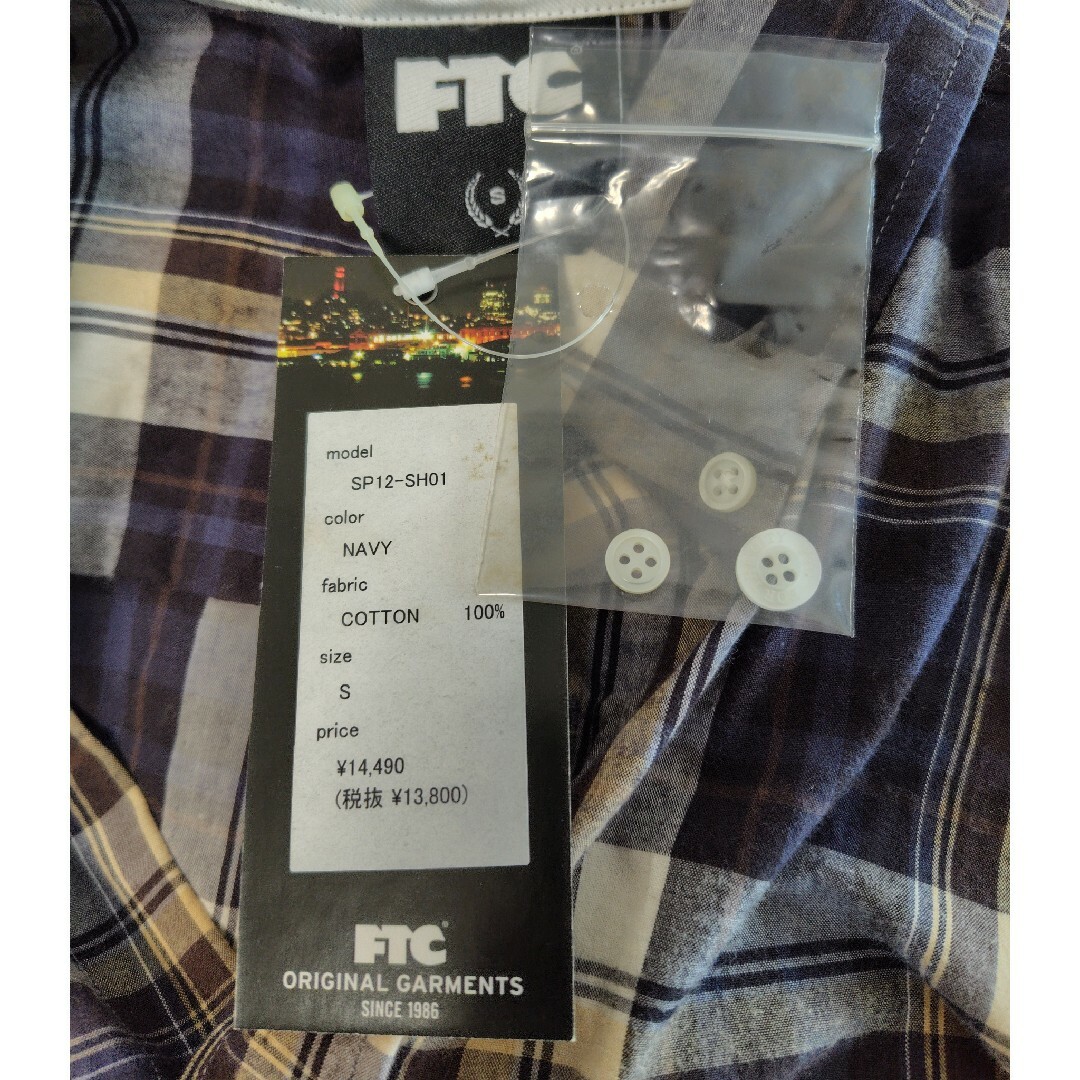 FTC
S
model
SP12-SH01
color
NAVY
fabric
COTTON 100%
size
S
price
¥14,490
(税抜 ¥13,800)
FTC®
ORIGINAL GARMENTS
SINCE 1986